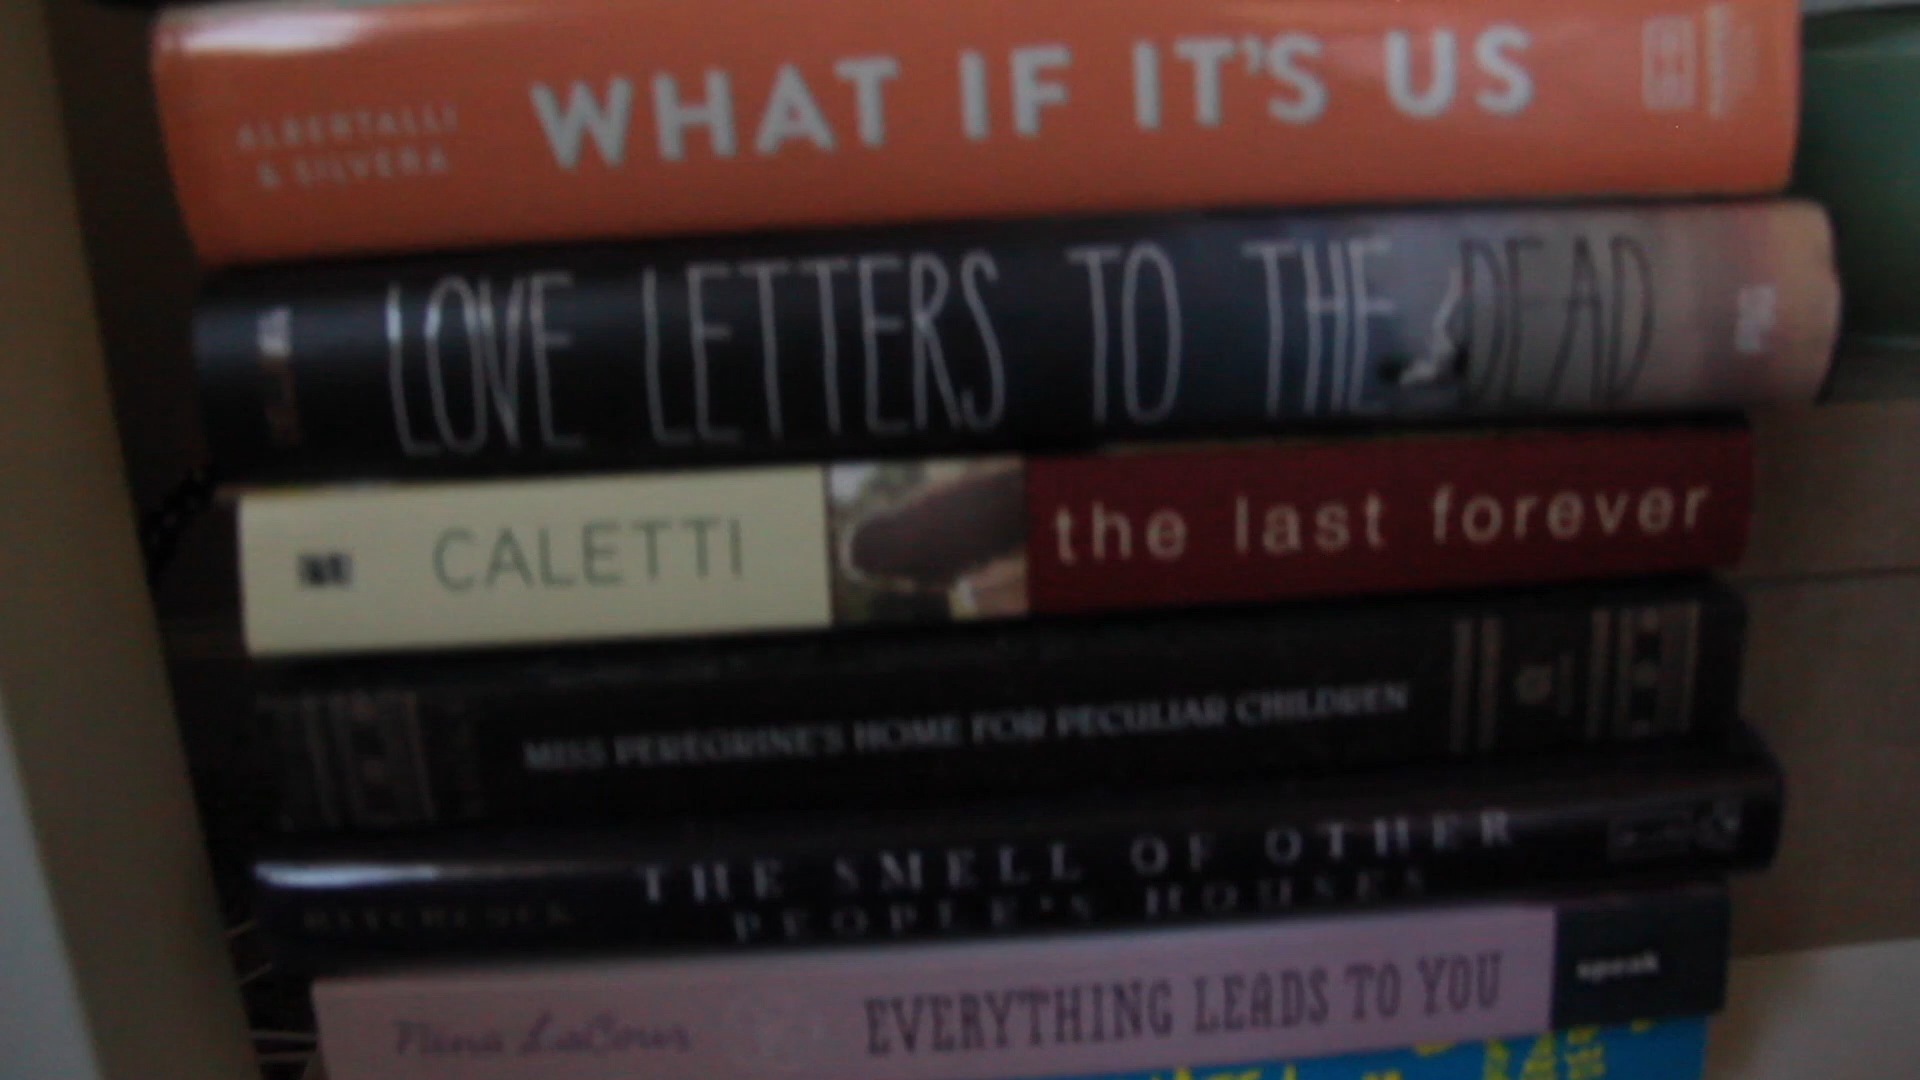 ALBERTALLI
& SILVERA
WHAT IF IT'S US
LOVE LETTERS TO THE DEAD
CALETTI
the last forever
MISS PEREGRINE'S HOME FOR PECULIAR CHILDREN
HITCHCOCK
THE SMELL OF OTHER
PEOPLE'S HOUSES
Nina LaCour
EVERYTHING LEADS TO YOU
speak